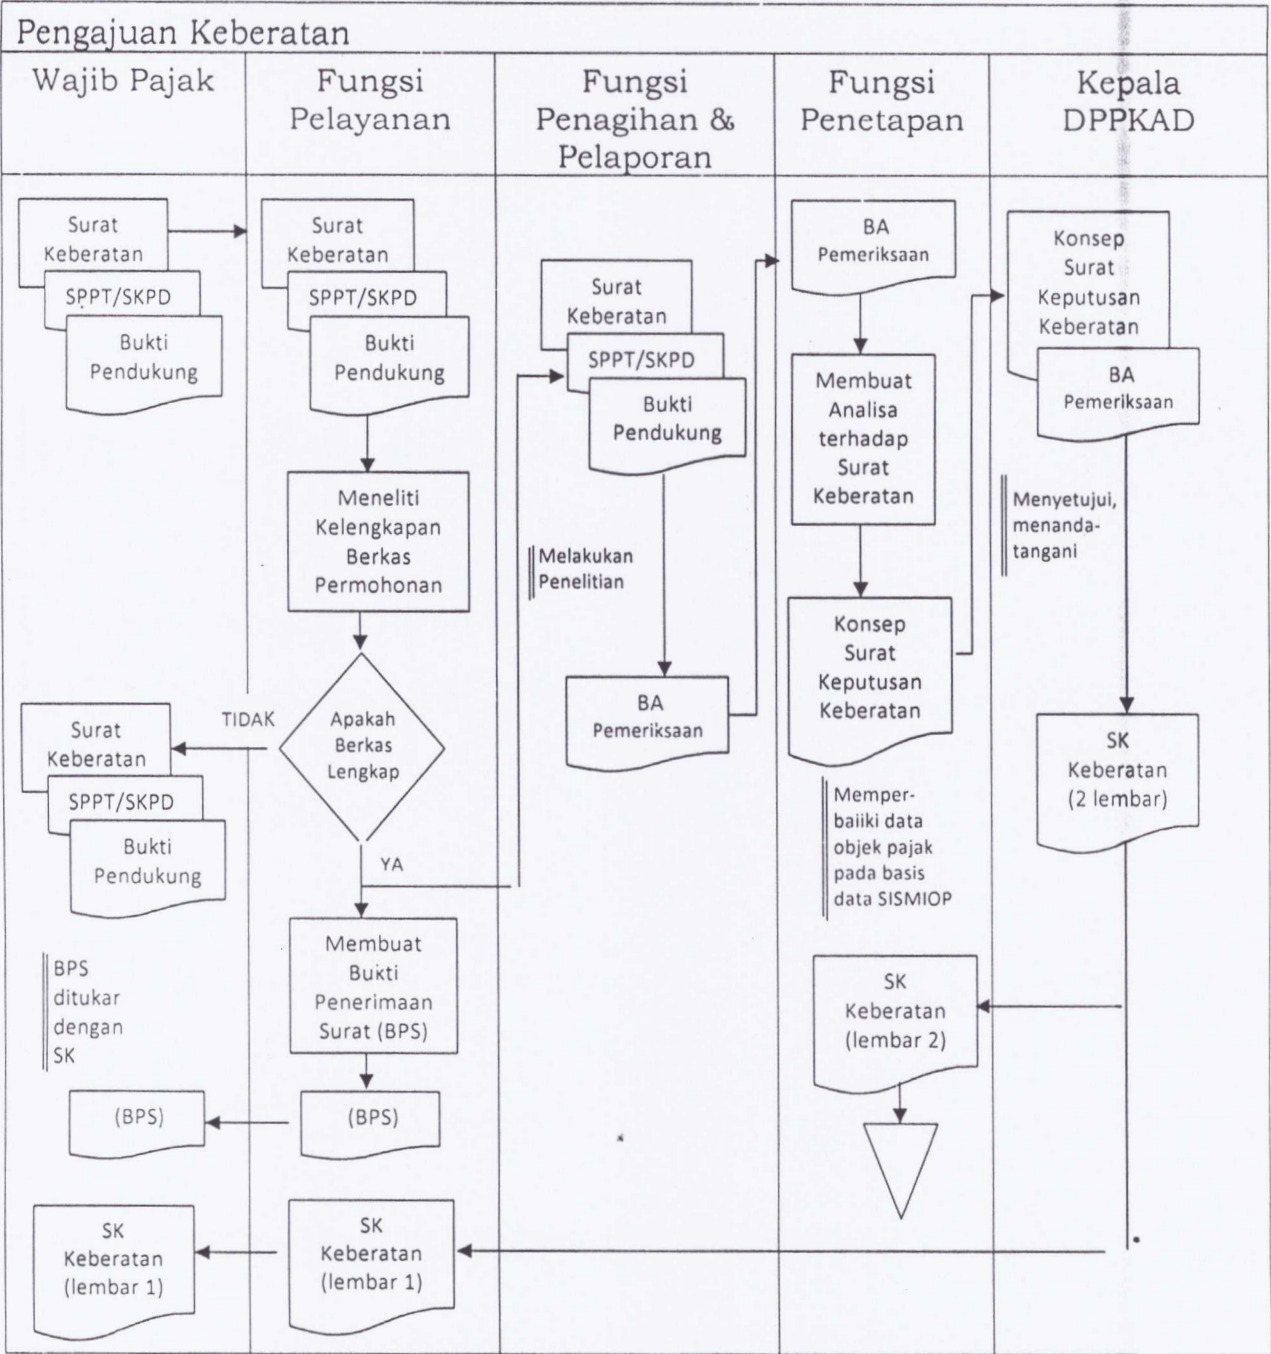 Pengajuan Keberatan
Wajib Pajak
Fungsi
Pelayanan
Fungsi
Penagihan &
Pelaporan
Fungsi
Penetapan
Kepala
DPPKAD
Surat
Keberatan
SPPT/SKPD
Bukti
Pendukung
Surat
Keberatan
SPPT/SKPD
Bukti
Pendukung
Meneliti
Kelengkapan
Berkas
Permohonan
Apakah
Berkas
Lengkap
TIDAK
YA
Surat
Keberatan
SPPT/SKPD
Bukti
Pendukung
BPS
ditukar
dengan
SK
Membuat
Bukti
Penerimaan
Surat (BPS)
(BPS)
(BPS)
SK
Keberatan
(lembar 1)
SK
Keberatan
(lembar 1)
Surat
Keberatan
SPPT/SKPD
Bukti
Pendukung
Melakukan
Penelitian
BA
Pemeriksaan
BA
Pemeriksaan
Membuat
Analisa
terhadap
Surat
Keberatan
Konsep
Surat
Keputusan
Keberatan
Memper-
baiiki data
objek pajak
pada basis
data SISMIOP
SK
Keberatan
(lembar 2)
Konsep
Surat
Keputusan
Keberatan
BA
Pemeriksaan
Menyetujui,
menanda-
tangani
SK
Keberatan
(2 lembar)